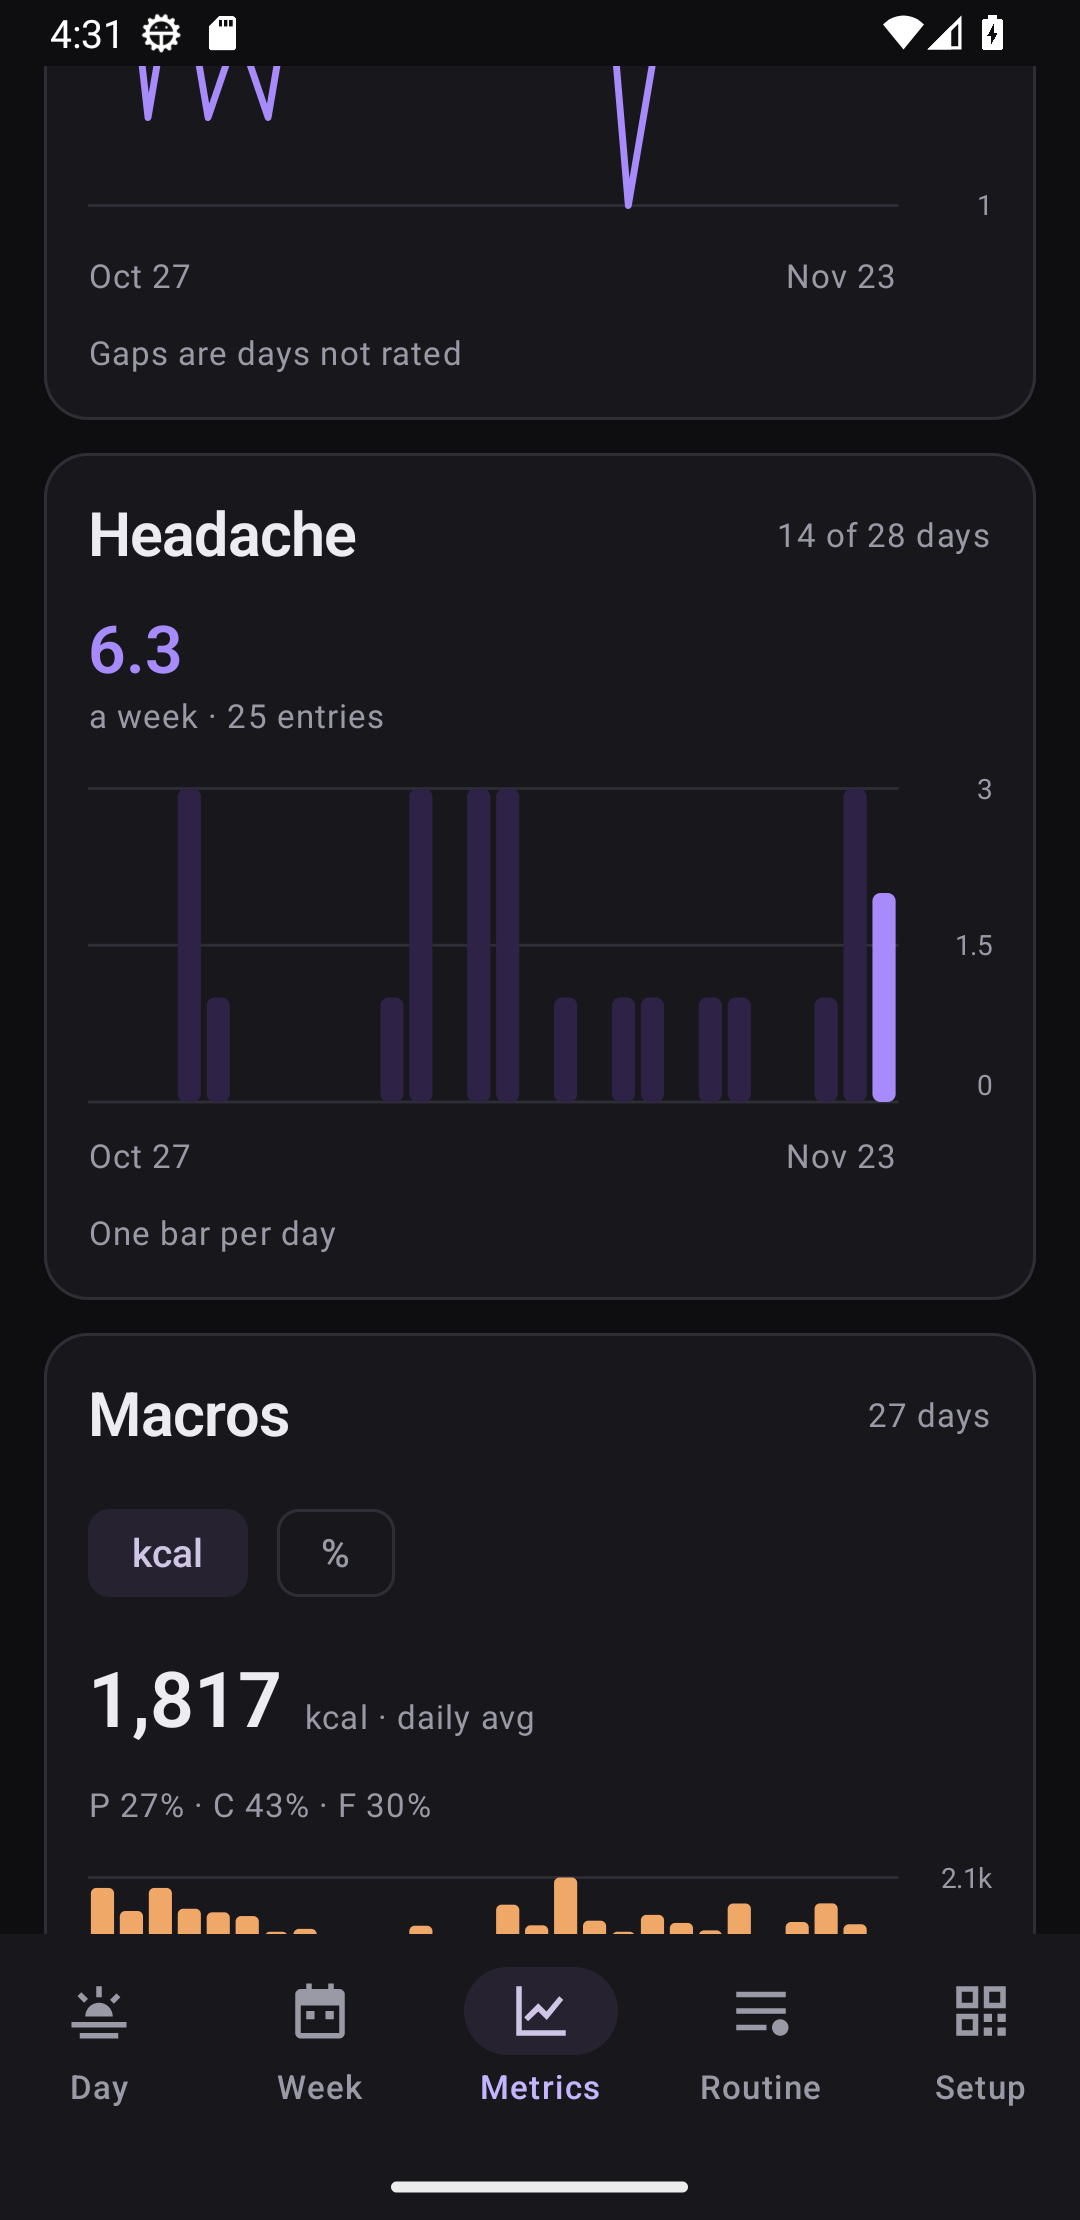 4:31
1
Oct 27
Nov 23
Gaps are days not rated
Headache
14 of 28 days
6.3
a week · 25 entries
3
1.5
0
Oct 27
Nov 23
One bar per day
Macros
27 days
kcal
%
1,817 kcal · daily avg
P 27% · C 43% · F 30%
2.1k
Day
Week
Metrics
Routine
Setup